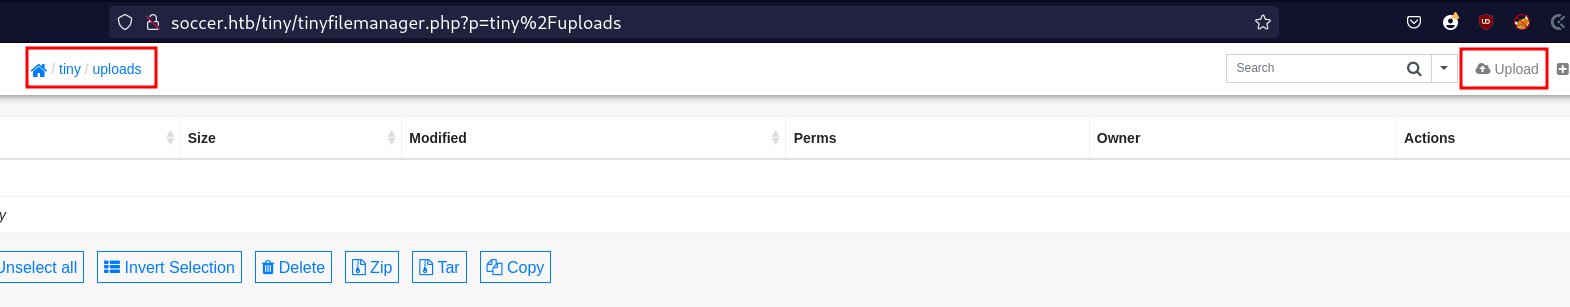 soccer.htb/tiny/tinyfilemanager.php?p=tiny%2Fuploads
/ tiny / uploads
Search
Upload
Size Modified Perms Owner Actions
y
Unselect all Invert Selection Delete Zip Tar Copy